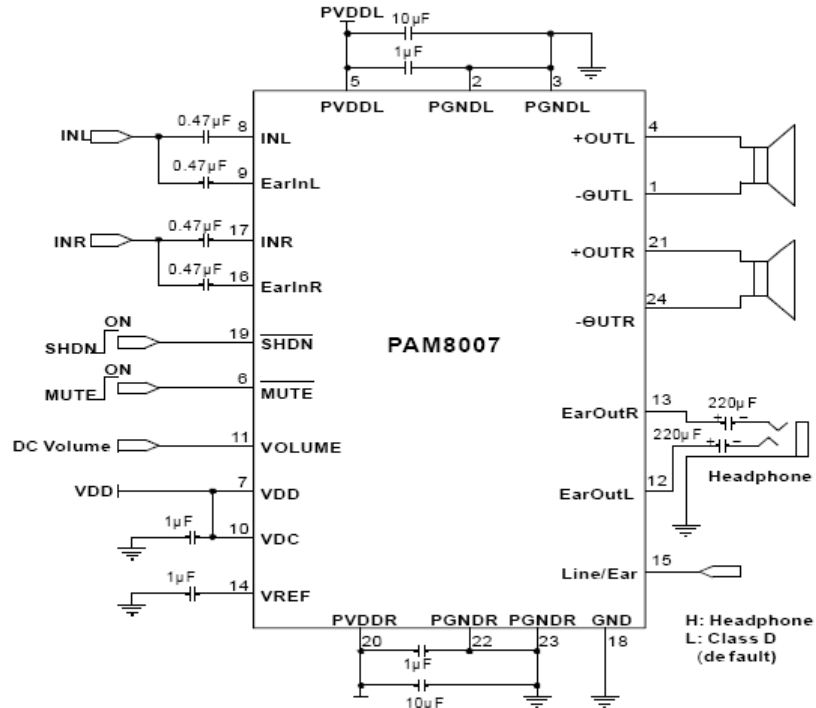 PVDDL
10µF
1µF
5
2
3
PVDDL
PGNDL
PGNDL
INL
0.47µF
8
INL
0.47µF
9
EarInL
INR
0.47µF
17
INR
0.47µF
16
EarInR
ON
SHDN
19
SHDN
ON
MUTE
6
MUTE
DC Volume
11
VOLUME
VDD
7
VDD
1µF
10
VDC
1µF
14
VREF
PAM8007
+OUTL
4
-OUTL
1
+OUTR
21
-OUTR
24
EarOutR
13
220µF
+ −
220µF
+ −
Headphone
EarOutL
12
Line/Ear
15
H: Headphone
L: Class D
(default)
PVDDR
PGNDR
PGNDR
GND
20
22
23
18
1µF
10µF